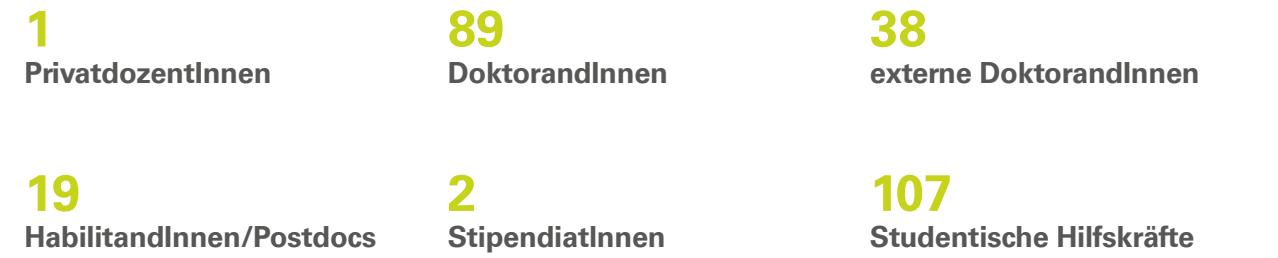 1
PrivatdozentInnen
89
DoktorandInnen
38
externe DoktorandInnen
19
HabilitandInnen/Postdocs
2
StipendiatInnen
107
Studentische Hilfskräfte